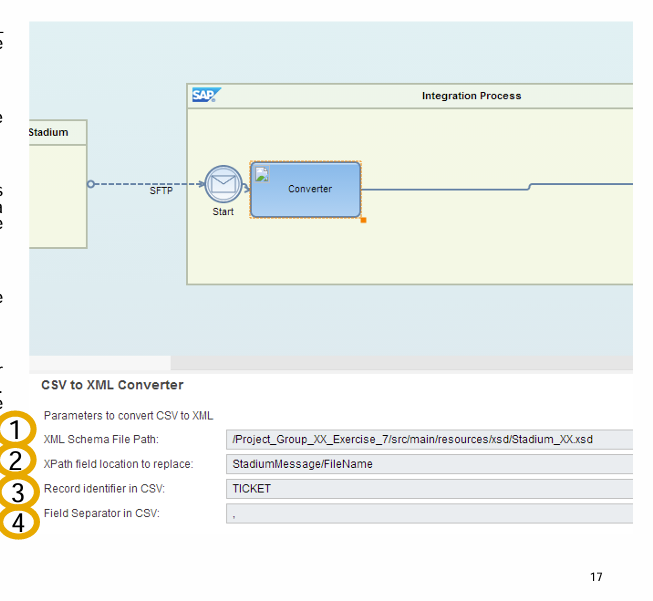 SAP
Integration Process
Stadium
SFTP
Converter
Start
CSV to XML Converter
Parameters to convert CSV to XML
1
XML Schema File Path: /Project_Group_XX_Exercise_7/src/main/resources/xsd/Stadium_XX.xsd
2
XPath field location to replace: StadiumMessage/FileName
3
Record identifier in CSV: TICKET
4
Field Separator in CSV: ,
17